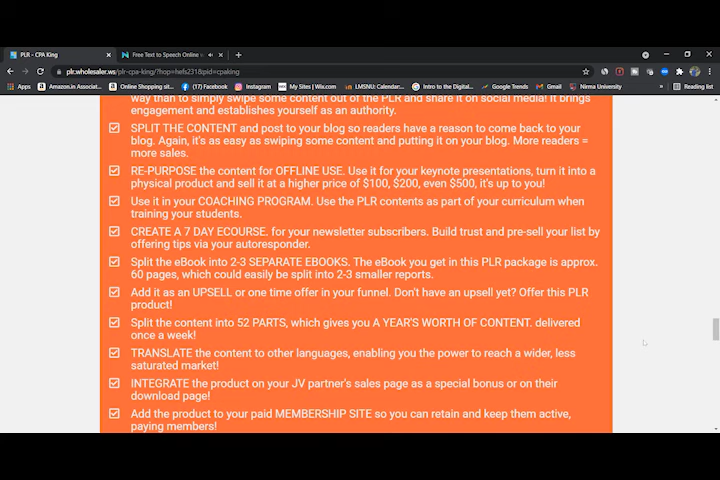 PLR - CPA King
Free Text to Speech Online
plr.wholesaler.ws/plr-cpa-king/?hop=hwfs231&pid=cpaking
Apps
Amazon.in Associat...
Online Shopping sit...
YouTube
Facebook
Instagram
My Sites | Wix.com
LMSNU: Calendar...
Intro to the Digital...
Google Trends
Gmail
Nirma University
»
Reading list
way than to simply swipe some content out of the PLR and share it on social media! It brings
engagement and establishes yourself as an authority.
SPLIT THE CONTENT and post to your blog so readers have a reason to come back to your
blog. Again, it's as easy as swiping some content and putting it on your blog. More readers =
more sales.
RE-PURPOSE the content for OFFLINE USE. Use it for your keynote presentations, turn it into a
physical product and sell it at a higher price of $100, $200, even $500, it's up to you!
Use it in your COACHING PROGRAM. Use the PLR contents as part of your curriculum when
training your students.
CREATE A 7 DAY ECOURSE. for your newsletter subscribers. Build trust and pre-sell your list by
offering tips via your autoresponder.
Split the eBook into 2-3 SEPARATE EBOOKS. The eBook you get in this PLR package is approx.
60 pages, which could easily be split into 2-3 smaller reports.
Add it as an UPSELL or one time offer in your funnel. Don't have an upsell yet? Offer this PLR
product!
Split the content into 52 PARTS, which gives you A YEAR'S WORTH OF CONTENT. delivered
once a week!
TRANSLATE the content to other languages, enabling you the power to reach a wider, less
saturated market!
INTEGRATE the product on your JV partner's sales page as a special bonus or on their
download page!
Add the product to your paid MEMBERSHIP SITE so you can retain and keep them active,
paying members!